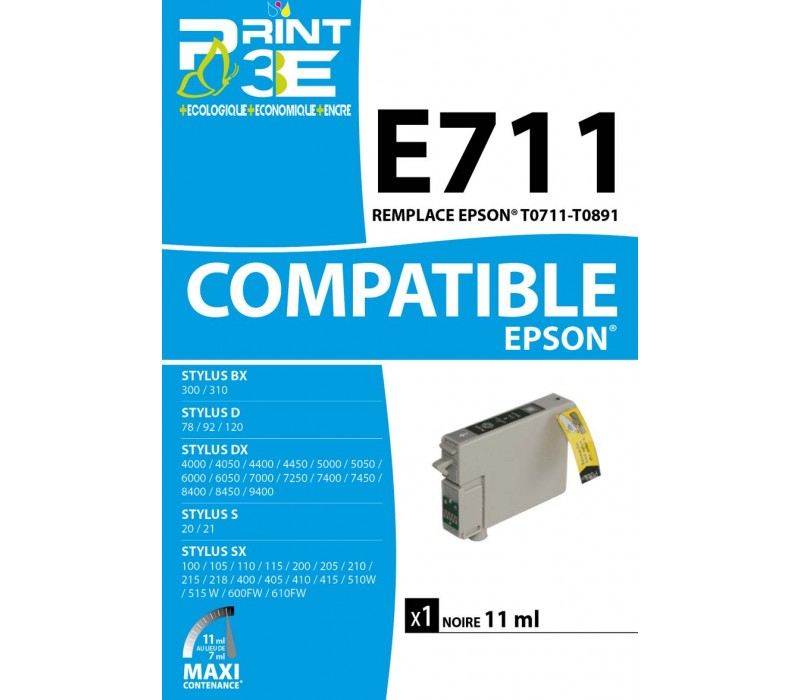 PRINT
3E
+ECOLOGIQUE+ECONOMIQUE+ENCRE
E711
REMPLACE EPSON® T0711-T0891
COMPATIBLE
EPSON®
STYLUS BX
300 / 310
STYLUS D
78 / 92 / 120
STYLUS DX
4000 / 4050 / 4400 / 4450 / 5000 / 5050 /
6000 / 6050 / 7000 / 7250 / 7400 / 7450 /
8400 / 8450 / 9400
STYLUS S
20 / 21
STYLUS SX
100 / 105 / 110 / 115 / 200 / 205 / 210 /
215 / 218 / 400 / 405 / 410 / 415 / 510W
/ 515 W / 600FW / 610FW
11 ml
AU LIEU DE
7 ml
MAXI
CONTENANCE*
x1 NOIRE 11 ml